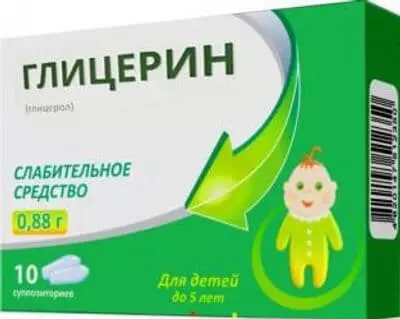 ГЛИЦЕРИН
(глицерол)
СЛАБИТЕЛЬНОЕ
СРЕДСТВО
0,88 г
10
суппозиториев
Для детей
до 5 лет